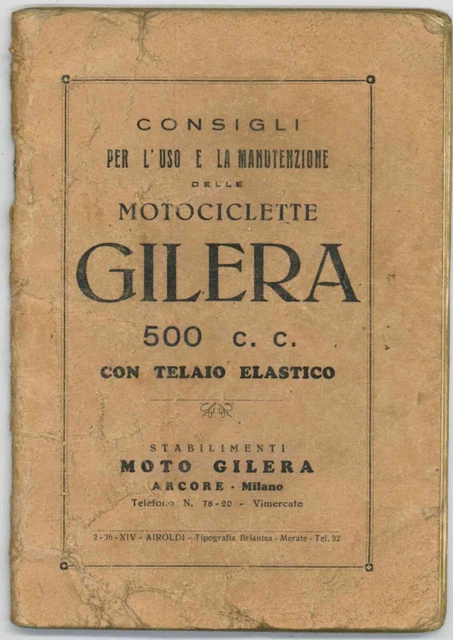 CONSIGLI
PER L'USO E LA MANUTENZIONE
DELLE
MOTOCICLETTE
GILERA
500 C. C.
CON TELAIO ELASTICO
STABILIMENTI
MOTO GILERA
ARCORE - Milano
Telefono N. 78-20 - Vimercate
2-36-XIV - AIROLDI - Tipografia Briantea - Merate - Tel. 32